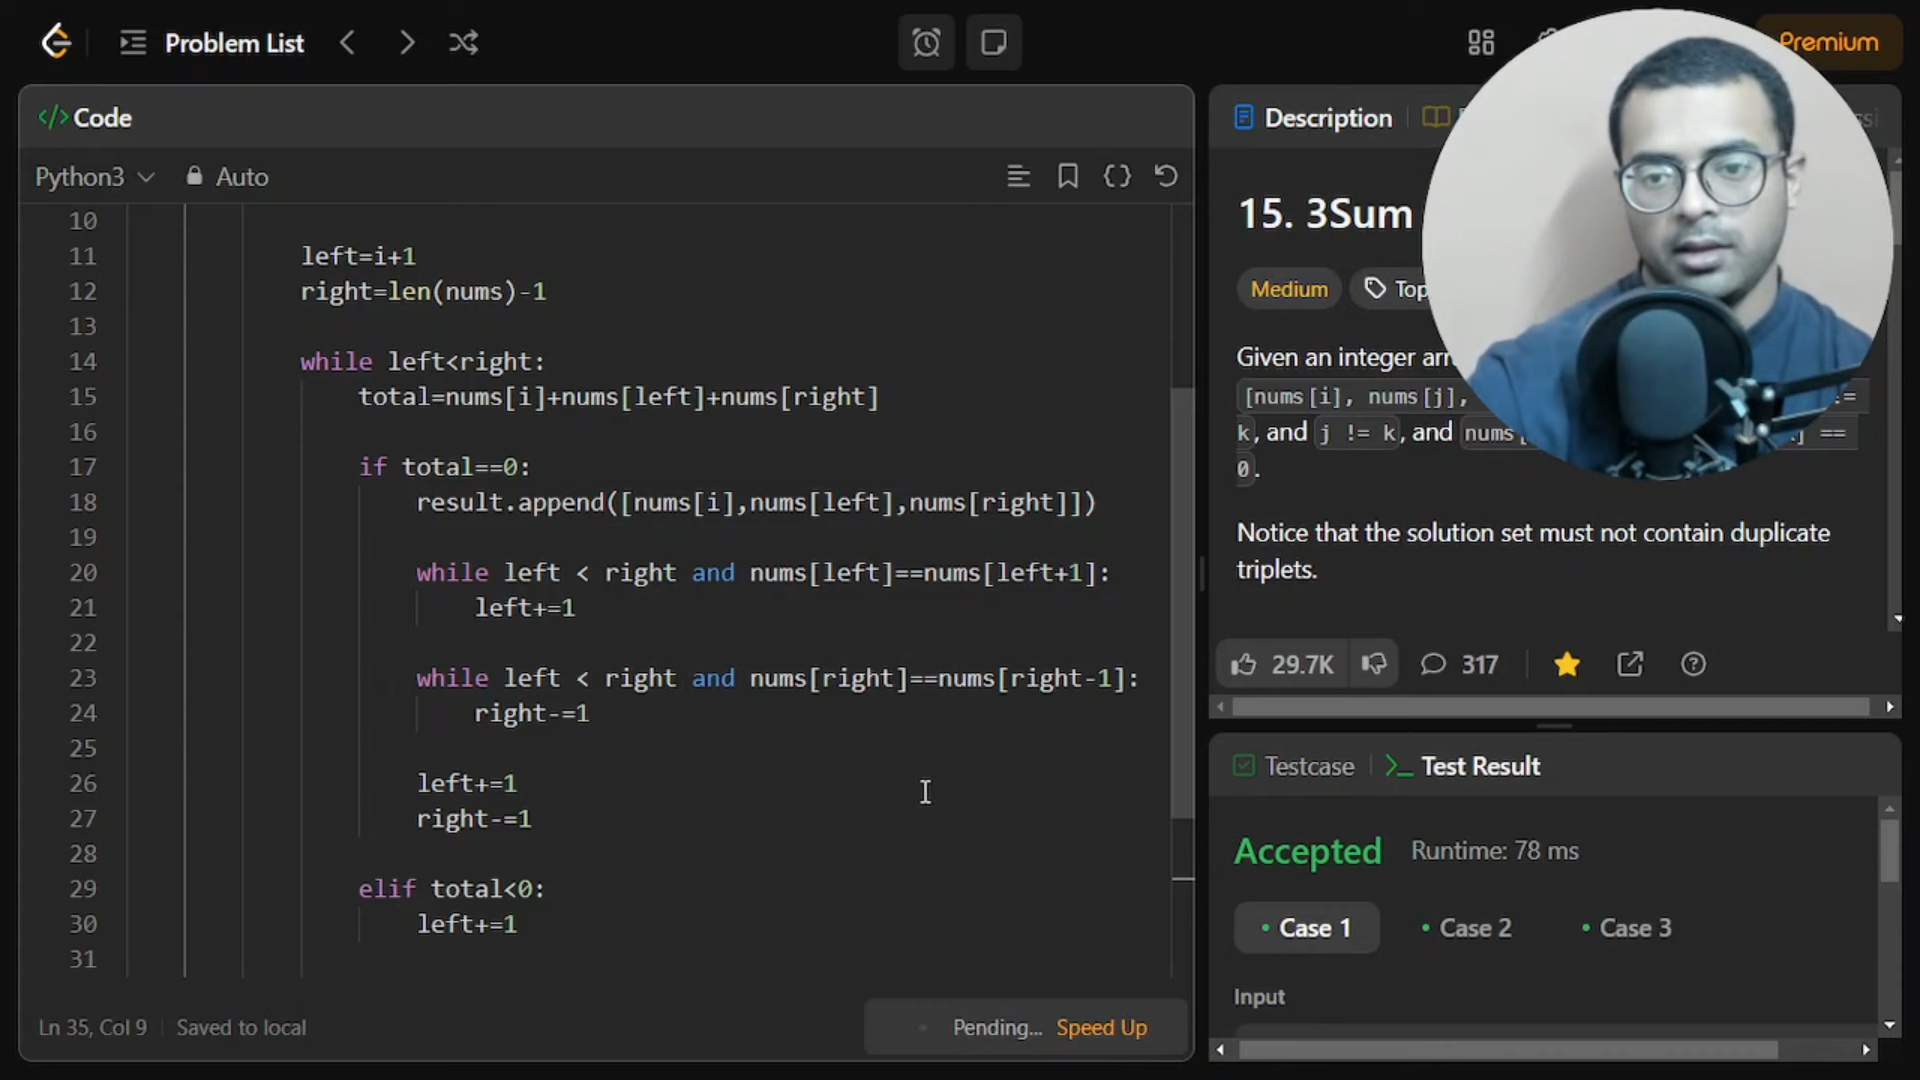 Problem List
Premium
</> Code
Python3
Auto
10
11 left=i+1
12 right=len(nums)-1
13
14 while left<right:
15 total=nums[i]+nums[left]+nums[right]
16
17 if total==0:
18 result.append([nums[i],nums[left],nums[right]])
19
20 while left < right and nums[left]==nums[left+1]:
21 left+=1
22
23 while left < right and nums[right]==nums[right-1]:
24 right-=1
25
26 left+=1
27 right-=1
28
29 elif total<0:
30 left+=1
31
Ln 35, Col 9
Saved to local
Pending... Speed Up
Description
15. 3Sum
Medium
Top
Given an integer
[nums[i], nums[j],
k, and j != k, and nums[ ] ==
0.
Notice that the solution set must not contain duplicate
triplets.
29.7K
317
Testcase
>_ Test Result
Accepted Runtime: 78 ms
Case 1
Case 2
Case 3
Input